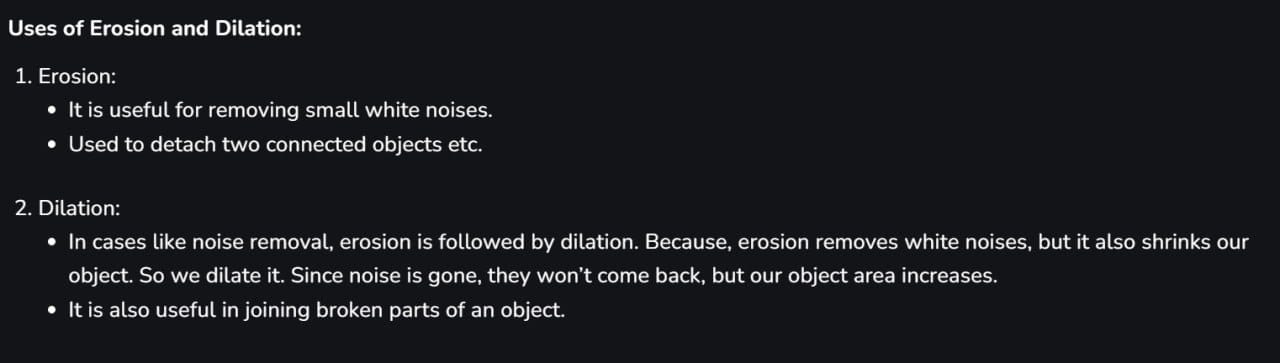 Uses of Erosion and Dilation:
1. Erosion:
• It is useful for removing small white noises.
• Used to detach two connected objects etc.
2. Dilation:
• In cases like noise removal, erosion is followed by dilation. Because, erosion removes white noises, but it also shrinks our
object. So we dilate it. Since noise is gone, they won’t come back, but our object area increases.
• It is also useful in joining broken parts of an object.